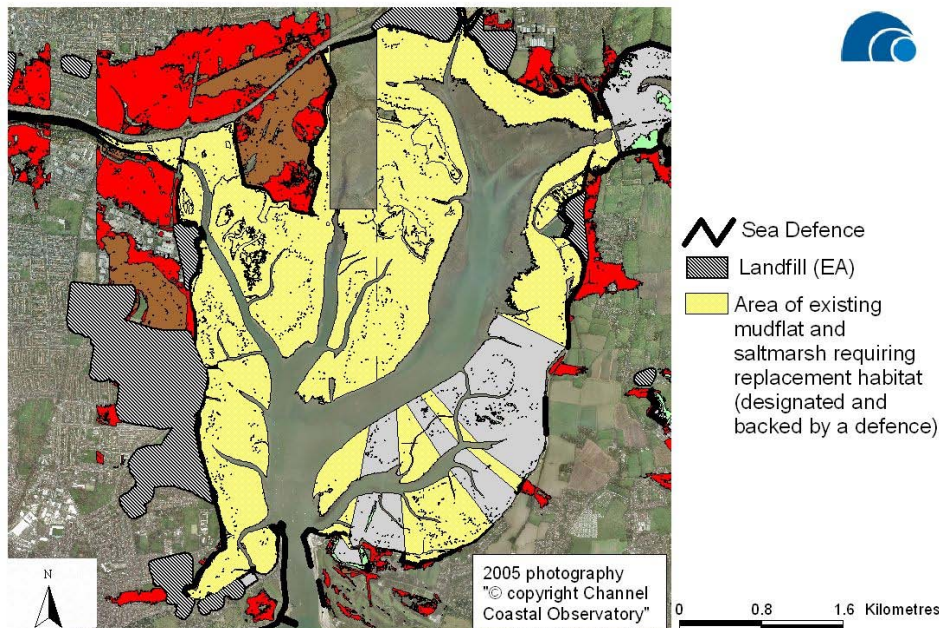 Sea Defence
Landfill (EA)
Area of existing
mudflat and
saltmarsh requiring
replacement habitat
(designated and
backed by a defence)
N
2005 photography
"© copyright Channel
Coastal Observatory"
0 0.8 1.6 Kilometres